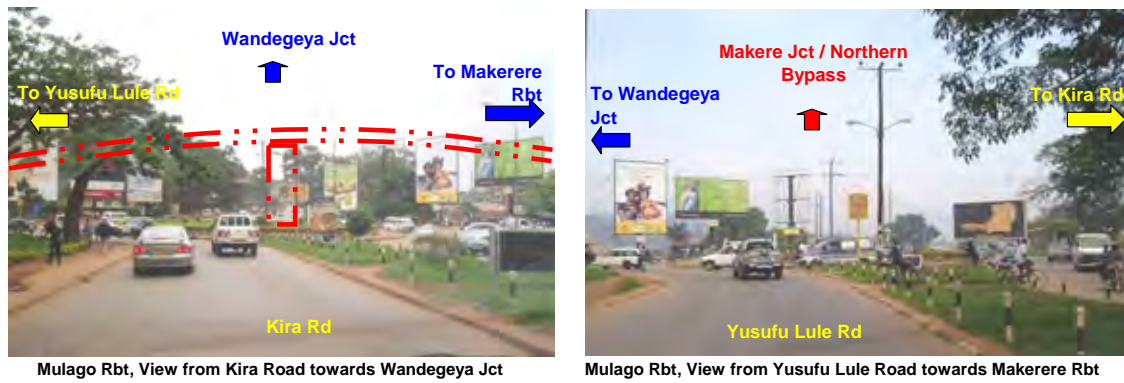 Wandegeya Jct
To Makerere
Rbt
To Yusufu Lule Rd
Kira Rd
Mulago Rbt, View from Kira Road towards Wandegeya Jct
Makere Jct / Northern
Bypass
To Wandegeya
Jct
To Kira Rd
Yusufu Lule Rd
Mulago Rbt, View from Yusufu Lule Road towards Makerere Rbt